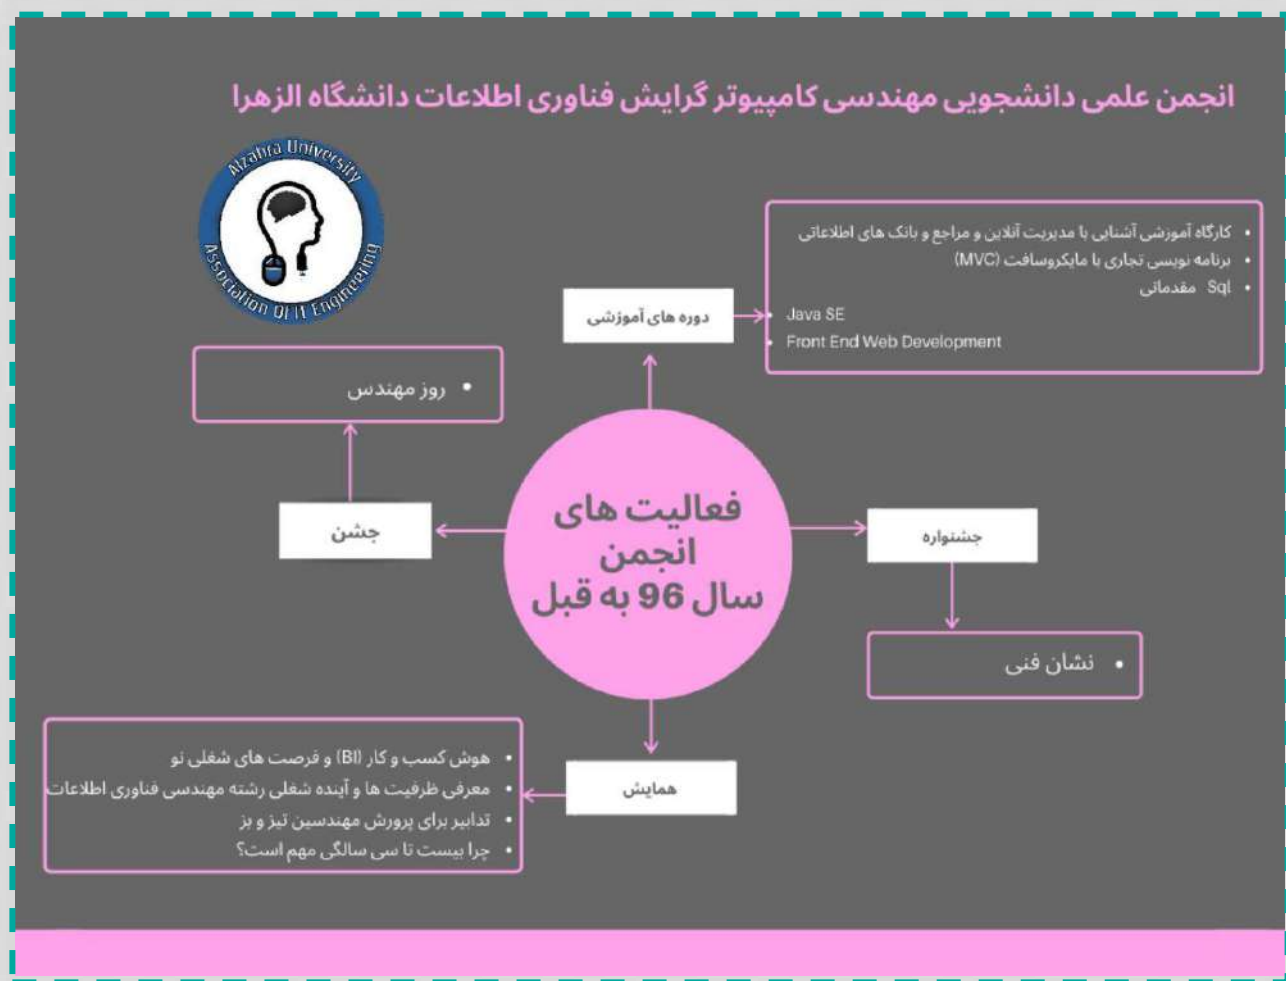 انجمن علمی دانشجویی مهندسی کامپیوتر گرایش فناوری اطلاعات دانشگاه الزهرا
Alzahra University
Association Of IT Engineering
• کارگاه آموزشی آشنایی با مدیریت آنلاین و مراجع و بانک های اطلاعاتی
• برنامه نویسی تجاری با مایکروسافت (MVC)
• Sql مقدماتی
• Java SE
• Front End Web Development
دوره های آموزشی
• روز مهندس
جشن
فعالیت های
انجمن
سال 96 به قبل
جشنواره
• نشان فنی
همایش
• هوش کسب و کار (BI) و فرصت های شغلی نو
• معرفی ظرفیت ها و آینده شغلی رشته مهندسی فناوری اطلاعات
• تدابیر برای پرورش مهندسین تیز و بز
• چرا بیست تا سی سالگی مهم است؟